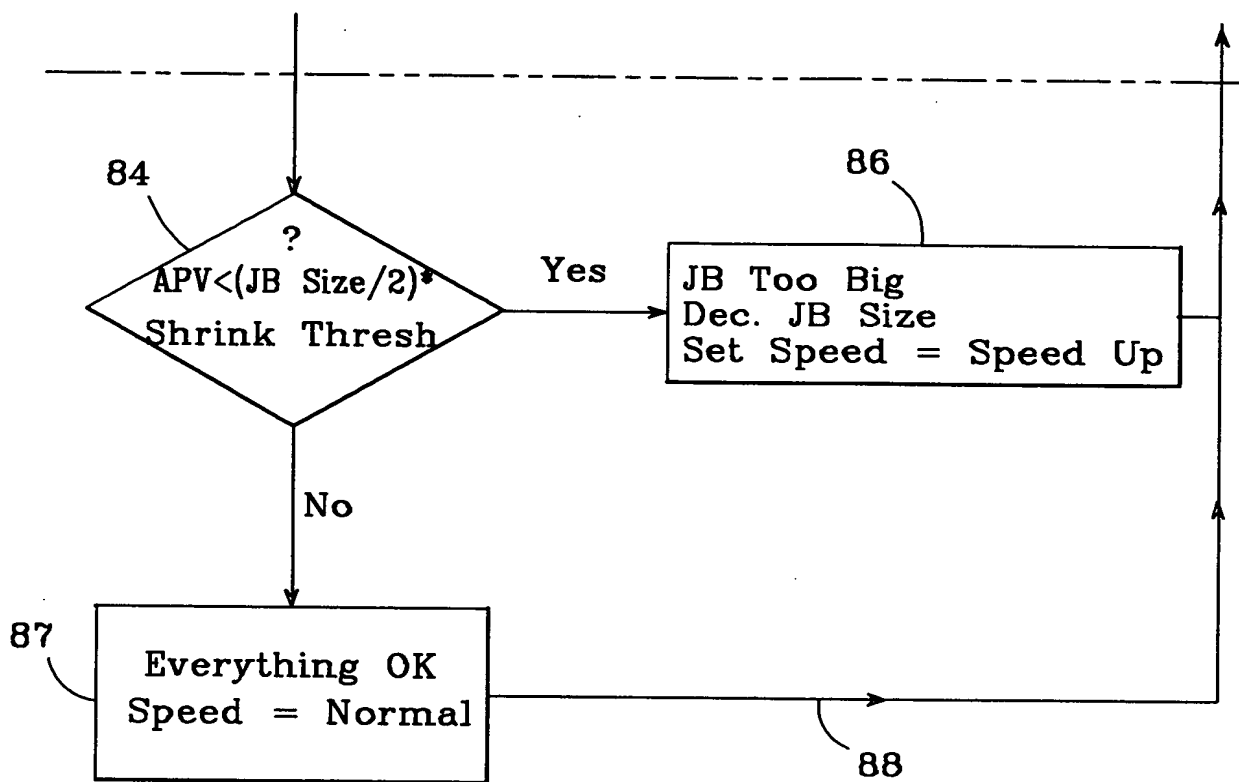 84
?
APV<(JB Size/2)*
Shrink Thresh
Yes
86
JB Too Big
Dec. JB Size
Set Speed = Speed Up
No
87
Everything OK
Speed = Normal
88